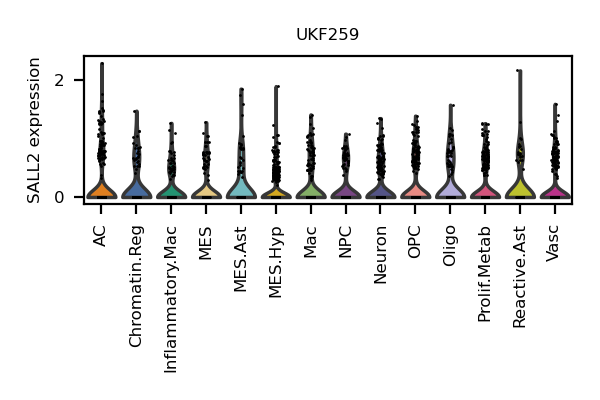 UKF259
SALL2 expression
2
0
AC
Chromatin.Reg
Inflammatory.Mac
MES
MES.Ast
MES.Hyp
Mac
NPC
Neuron
OPC
Oligo
Prolif.Metab
Reactive.Ast
Vasc